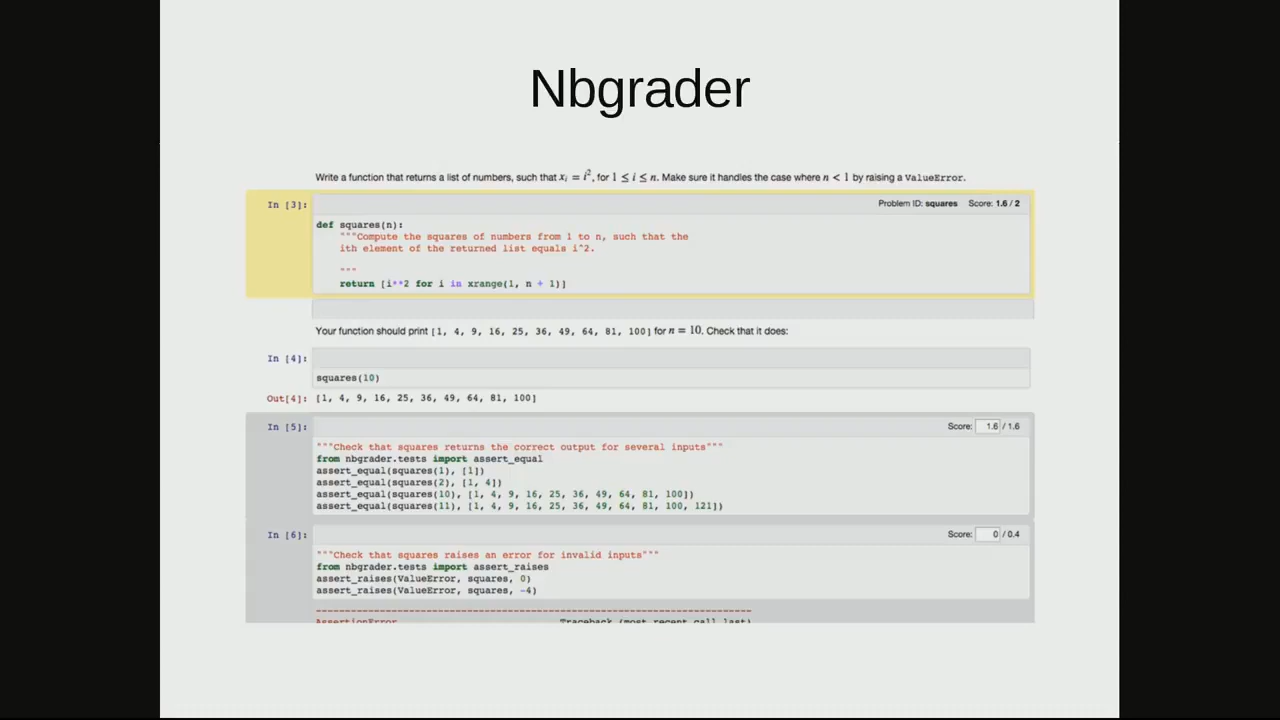 Nbgrader
Write a function that returns a list of numbers, such that xᵢ = i², for 1 ≤ i ≤ n. Make sure it handles the case where n < 1 by raising a ValueError.
In [3]:
Problem ID: squares Score: 1.6 / 2
def squares(n):
    """Compute the squares of numbers from 1 to n, such that the
    ith element of the returned list equals i^2.
    """
    return [i**2 for i in xrange(1, n + 1)]
Your function should print [1, 4, 9, 16, 25, 36, 49, 64, 81, 100] for n = 10. Check that it does:
In [4]:
squares(10)
Out[4]: [1, 4, 9, 16, 25, 36, 49, 64, 81, 100]
In [5]:
Score: 1.6 / 1.6
"""Check that squares returns the correct output for several inputs"""
from nbgrader.tests import assert_equal
assert_equal(squares(1), [1])
assert_equal(squares(2), [1, 4])
assert_equal(squares(10), [1, 4, 9, 16, 25, 36, 49, 64, 81, 100])
assert_equal(squares(11), [1, 4, 9, 16, 25, 36, 49, 64, 81, 100, 121])
In [6]:
Score: 0 / 0.4
"""Check that squares raises an error for invalid inputs"""
from nbgrader.tests import assert_raises
assert_raises(ValueError, squares, 0)
assert_raises(ValueError, squares, -4)
---------------------------------------------------------------------------
AssertionError Traceback (most recent call last)